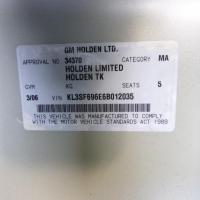 GM HOLDEN LTD.
APPROVAL NO 34370 CATEGORY MA
HOLDEN LIMITED
HOLDEN TK
GVM KG SEATS 5
3/06 VIN KL3SF696E6B012035
THIS VEHICLE WAS MANUFACTURED TO COMPLY
WITH THE MOTOR VEHICLE STANDARDS ACT 1989